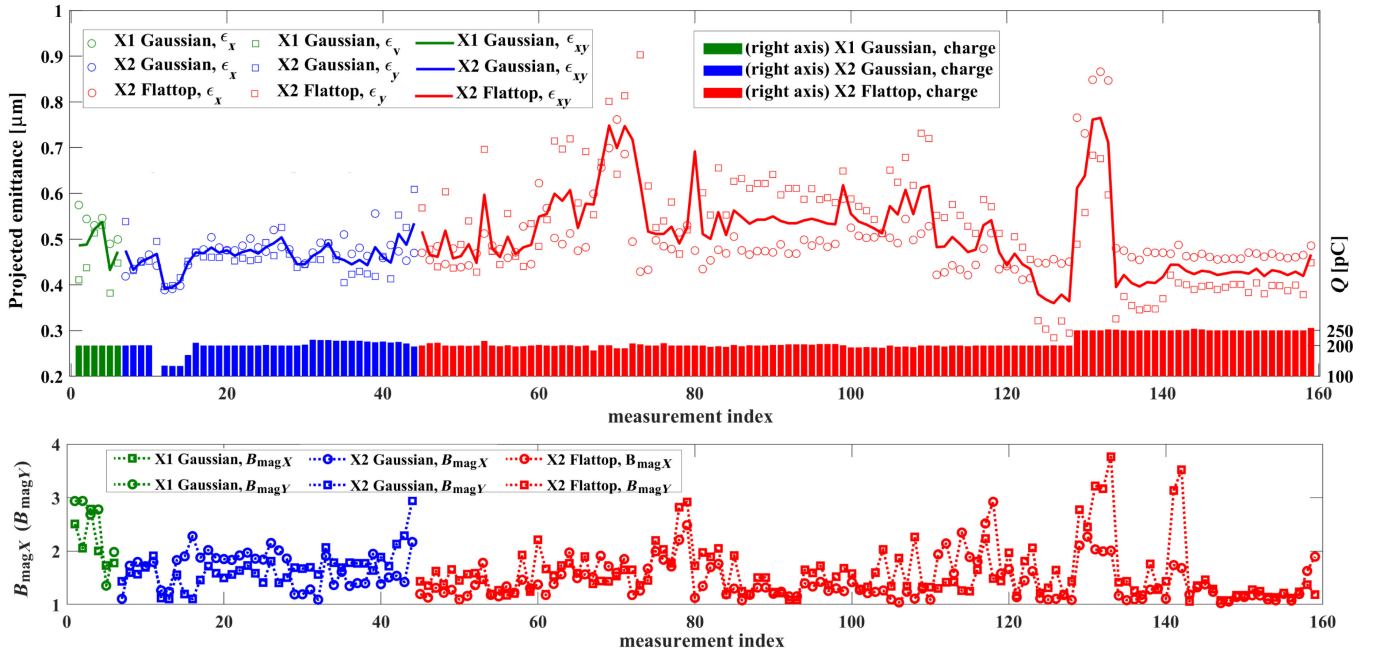 1
0.9
0.8
0.7
0.6
0.5
0.4
0.3
0.2
Projected emittance [μm]
X1 Gaussian, ϵx X1 Gaussian, ϵy X1 Gaussian, ϵxy
X2 Gaussian, ϵx X2 Gaussian, ϵy X2 Gaussian, ϵxy
X2 Flattop, ϵx X2 Flattop, ϵy X2 Flattop, ϵxy
(right axis) X1 Gaussian, charge
(right axis) X2 Gaussian, charge
(right axis) X2 Flattop, charge
Q [pC]
250
200
100
0 20 40 60 80 100 120 140 160
measurement index
4
3
2
1
BmagX (BmagY)
X1 Gaussian, BmagX X2 Gaussian, BmagX X2 Flattop, BmagX
X1 Gaussian, BmagY X2 Gaussian, BmagY X2 Flattop, BmagY
0 20 40 60 80 100 120 140 160
measurement index